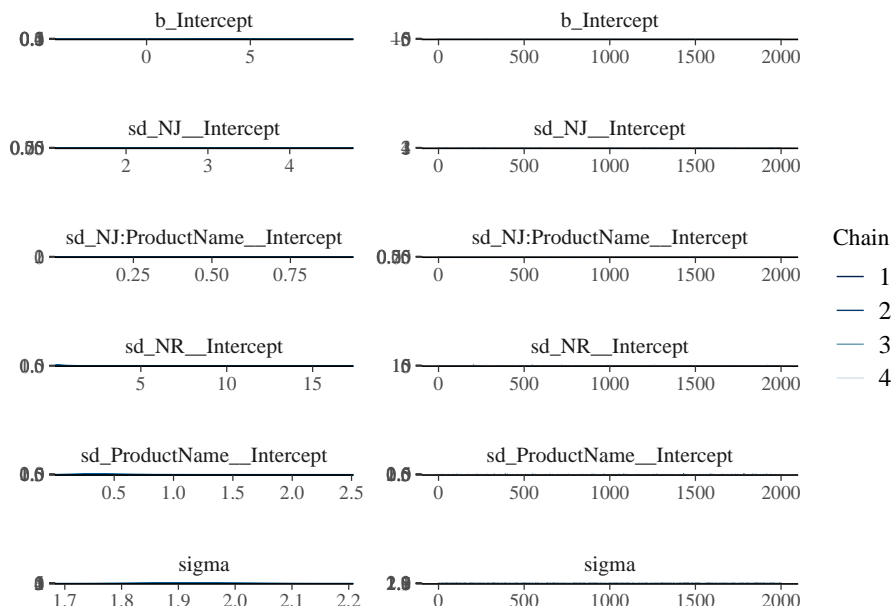 b_Intercept b_Intercept
0 5 0 500 1000 1500 2000
sd_NJ__Intercept sd_NJ__Intercept
2 3 4 0 500 1000 1500 2000
sd_NJ:ProductName__Intercept sd_NJ:ProductName__Intercept
0.25 0.50 0.75 0 500 1000 1500 2000
sd_NR__Intercept sd_NR__Intercept
5 10 15 0 500 1000 1500 2000
sd_ProductName__Intercept sd_ProductName__Intercept
0.5 1.0 1.5 2.0 2.5 0 500 1000 1500 2000
sigma sigma
1.7 1.8 1.9 2.0 2.1 2.2 0 500 1000 1500 2000
Chain
1
2
3
4